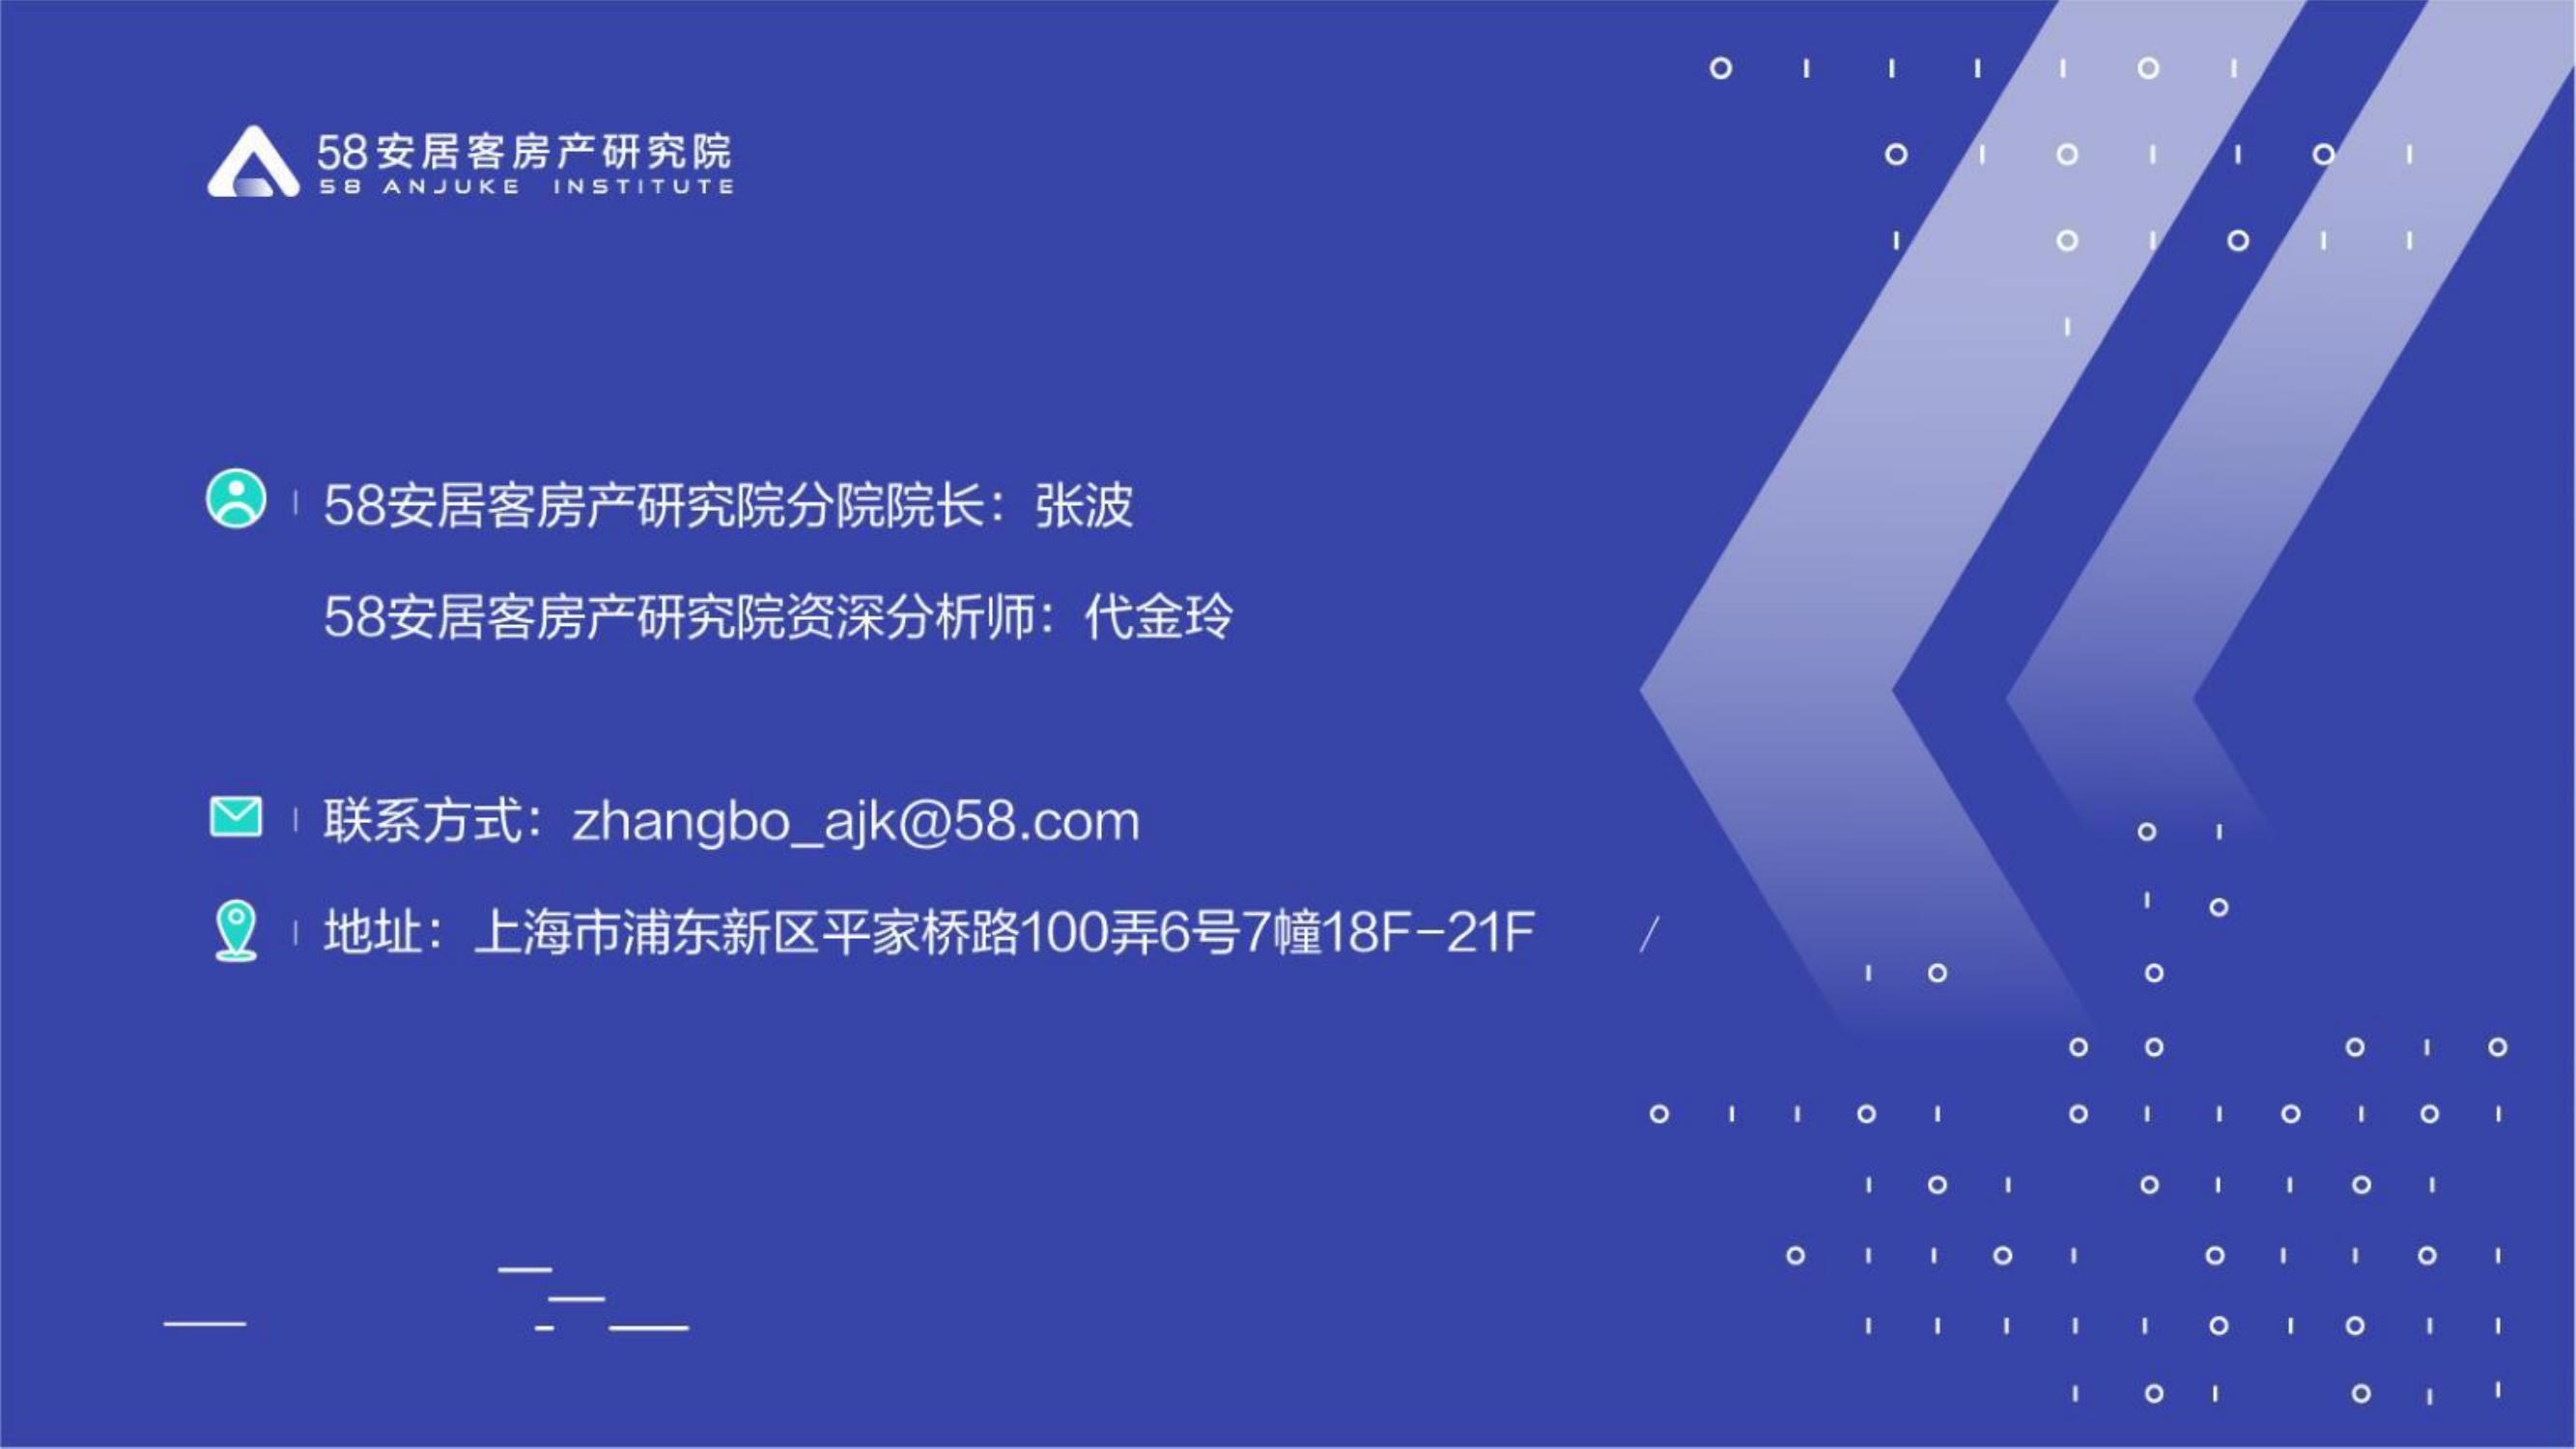 58安居客房产研究院
58 ANJUKE INSTITUTE
58安居客房产研究院分院院长：张波
58安居客房产研究院资深分析师：代金玲
联系方式：zhangbo_ajk@58.com
地址：上海市浦东新区平家桥路100弄6号7幢18F-21F